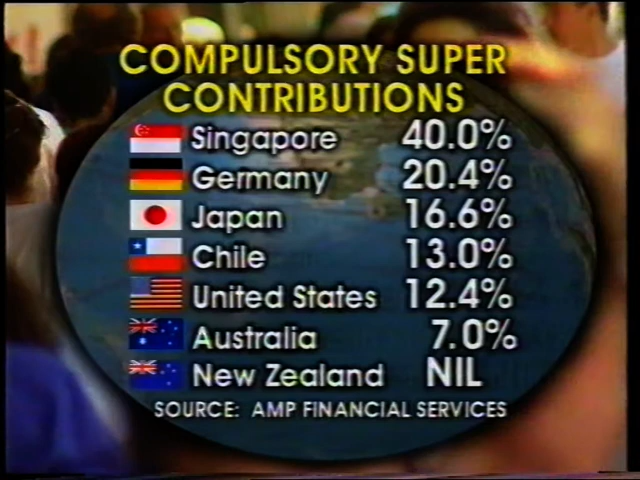 COMPULSORY SUPER
CONTRIBUTIONS
Singapore 40.0%
Germany 20.4%
Japan 16.6%
Chile 13.0%
United States 12.4%
Australia 7.0%
New Zealand NIL
SOURCE: AMP FINANCIAL SERVICES